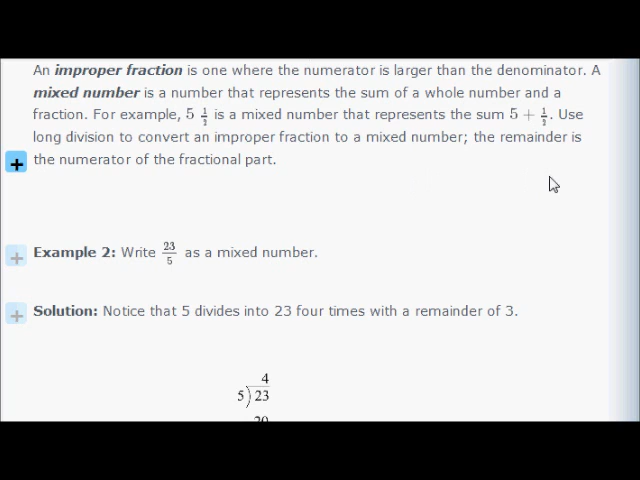 An improper fraction is one where the numerator is larger than the denominator. A
mixed number is a number that represents the sum of a whole number and a
fraction. For example, 5 1/2 is a mixed number that represents the sum 5 + 1/2. Use
long division to convert an improper fraction to a mixed number; the remainder is
the numerator of the fractional part.
Example 2: Write 23/5 as a mixed number.
Solution: Notice that 5 divides into 23 four times with a remainder of 3.
4
5)23
20